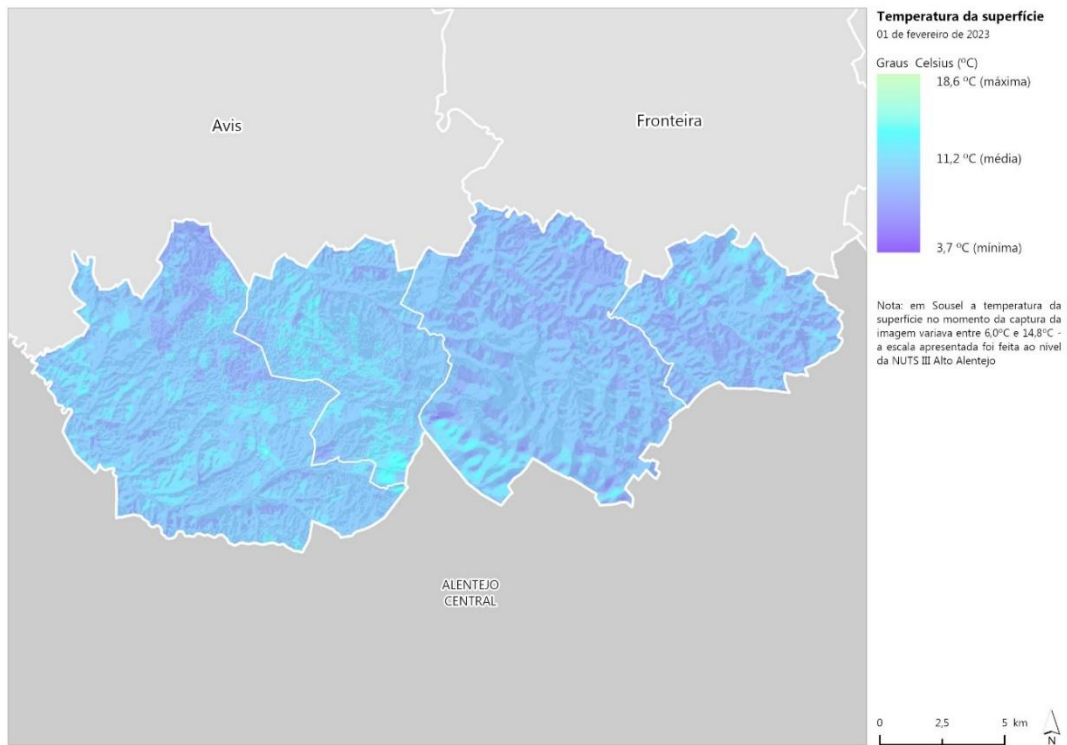 Temperatura da superfície
01 de fevereiro de 2023
Graus Celsius (ºC)
18,6 ºC (máxima)
11,2 ºC (média)
3,7 ºC (mínima)
Nota: em Sousel a temperatura da
superfície no momento da captura da
imagem variava entre 6,0ºC e 14,8ºC -
a escala apresentada foi feita ao nível
da NUTS III Alto Alentejo
Avis
Fronteira
ALENTEJO
CENTRAL
0 2,5 5 km
N